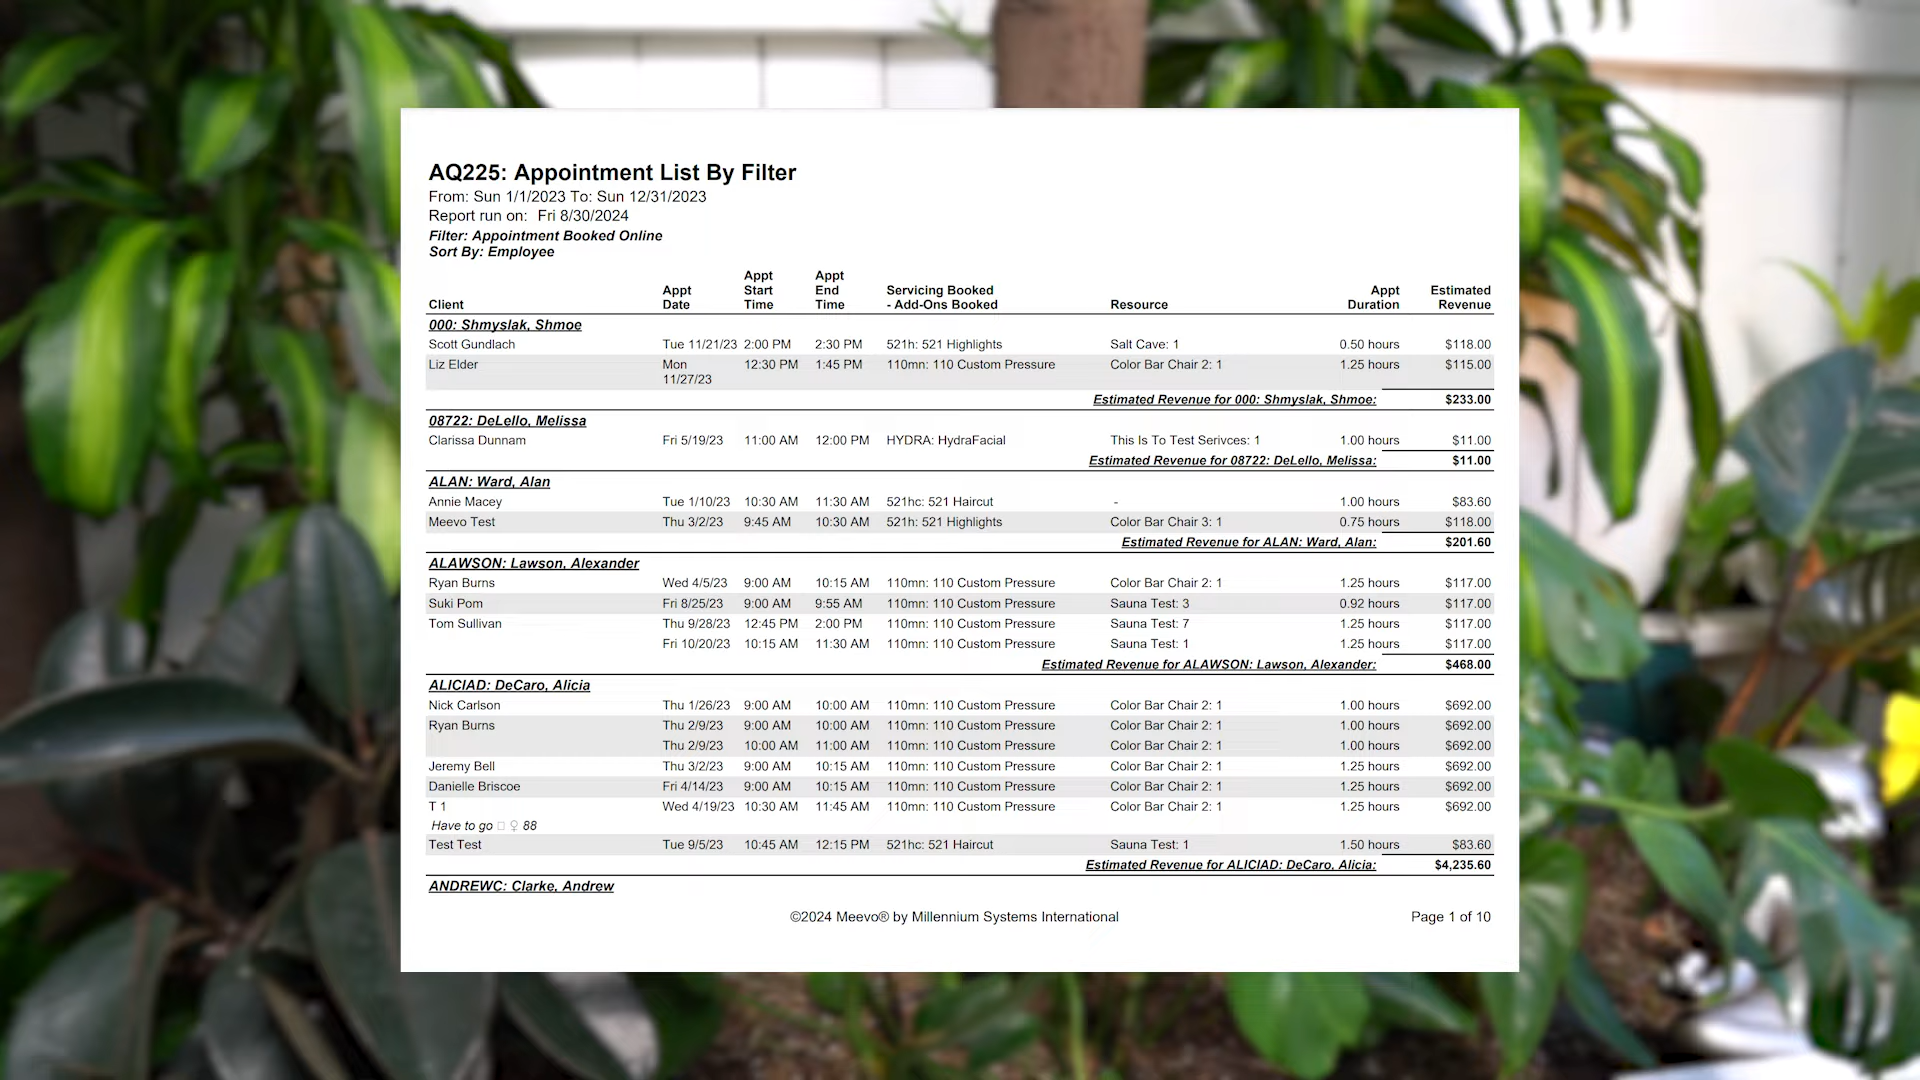 AQ225: Appointment List By Filter
From: Sun 1/1/2023 To: Sun 12/31/2023
Report run on: Fri 8/30/2024
Filter: Appointment Booked Online
Sort By: Employee
Client Appt Date Appt Start Time Appt End Time Servicing Booked - Add-Ons Booked Resource Appt Duration Estimated Revenue
000: Shmyslak, Shmoe
Scott Gundlach Tue 11/21/23 2:00 PM 2:30 PM 521h: 521 Highlights Salt Cave: 1 0.50 hours $118.00
Liz Elder Mon 11/27/23 12:30 PM 1:45 PM 110mn: 110 Custom Pressure Color Bar Chair 2: 1 1.25 hours $115.00
Estimated Revenue for 000: Shmyslak, Shmoe: $233.00
08722: DeLello, Melissa
Clarissa Dunnam Fri 5/19/23 11:00 AM 12:00 PM HYDRA: HydraFacial This Is To Test Serivces: 1 1.00 hours $11.00
Estimated Revenue for 08722: DeLello, Melissa: $11.00
ALAN: Ward, Alan
Annie Macey Tue 1/10/23 10:30 AM 11:30 AM 521hc: 521 Haircut - 1.00 hours $83.60
Meevo Test Thu 3/2/23 9:45 AM 10:30 AM 521h: 521 Highlights Color Bar Chair 3: 1 0.75 hours $118.00
Estimated Revenue for ALAN: Ward, Alan: $201.60
ALAWSON: Lawson, Alexander
Ryan Burns Wed 4/5/23 9:00 AM 10:15 AM 110mn: 110 Custom Pressure Color Bar Chair 2: 1 1.25 hours $117.00
Suki Pom Fri 8/25/23 9:00 AM 9:55 AM 110mn: 110 Custom Pressure Sauna Test: 3 0.92 hours $117.00
Tom Sullivan Thu 9/28/23 12:45 PM 2:00 PM 110mn: 110 Custom Pressure Sauna Test: 7 1.25 hours $117.00
Fri 10/20/23 10:15 AM 11:30 AM 110mn: 110 Custom Pressure Sauna Test: 1 1.25 hours $117.00
Estimated Revenue for ALAWSON: Lawson, Alexander: $468.00
ALICIAD: DeCaro, Alicia
Nick Carlson Thu 1/26/23 9:00 AM 10:00 AM 110mn: 110 Custom Pressure Color Bar Chair 2: 1 1.00 hours $692.00
Ryan Burns Thu 2/9/23 9:00 AM 10:00 AM 110mn: 110 Custom Pressure Color Bar Chair 2: 1 1.00 hours $692.00
Thu 2/9/23 10:00 AM 11:00 AM 110mn: 110 Custom Pressure Color Bar Chair 2: 1 1.00 hours $692.00
Jeremy Bell Thu 3/2/23 9:00 AM 10:15 AM 110mn: 110 Custom Pressure Color Bar Chair 2: 1 1.25 hours $692.00
Danielle Briscoe Fri 4/14/23 9:00 AM 10:15 AM 110mn: 110 Custom Pressure Color Bar Chair 2: 1 1.25 hours $692.00
T 1 Wed 4/19/23 10:30 AM 11:45 AM 110mn: 110 Custom Pressure Color Bar Chair 2: 1 1.25 hours $692.00
Have to go □ ♀ 88
Test Test Tue 9/5/23 10:45 AM 12:15 PM 521hc: 521 Haircut Sauna Test: 1 1.50 hours $83.60
Estimated Revenue for ALICIAD: DeCaro, Alicia: $4,235.60
ANDREWC: Clarke, Andrew
©2024 Meevo® by Millennium Systems International Page 1 of 10